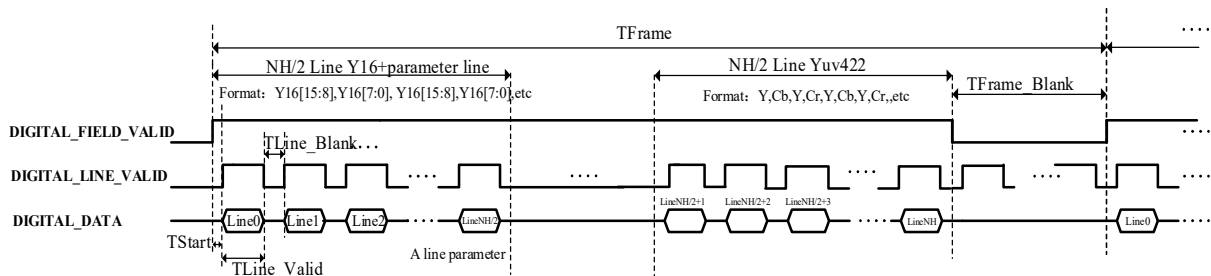 TFrame
....
NH/2 Line Y16+parameter line
NH/2 Line Yuv422
TFrame_Blank
Format：Y16[15:8],Y16[7:0], Y16[15:8],Y16[7:0],etc
Format：Y,Cb,Y,Cr,Y,Cb,Y,Cr,,etc
DIGITAL_FIELD_VALID
TLine_Blank...
....
DIGITAL_LINE_VALID
....
....
....
....
....
LineNH/2+1
LineNH/2+2
LineNH/2+3
DIGITAL_DATA
Line0
Line1
Line2
....
LineNH/2
....
LineNH
Line0
....
TStart
A line parameter
TLine_Valid